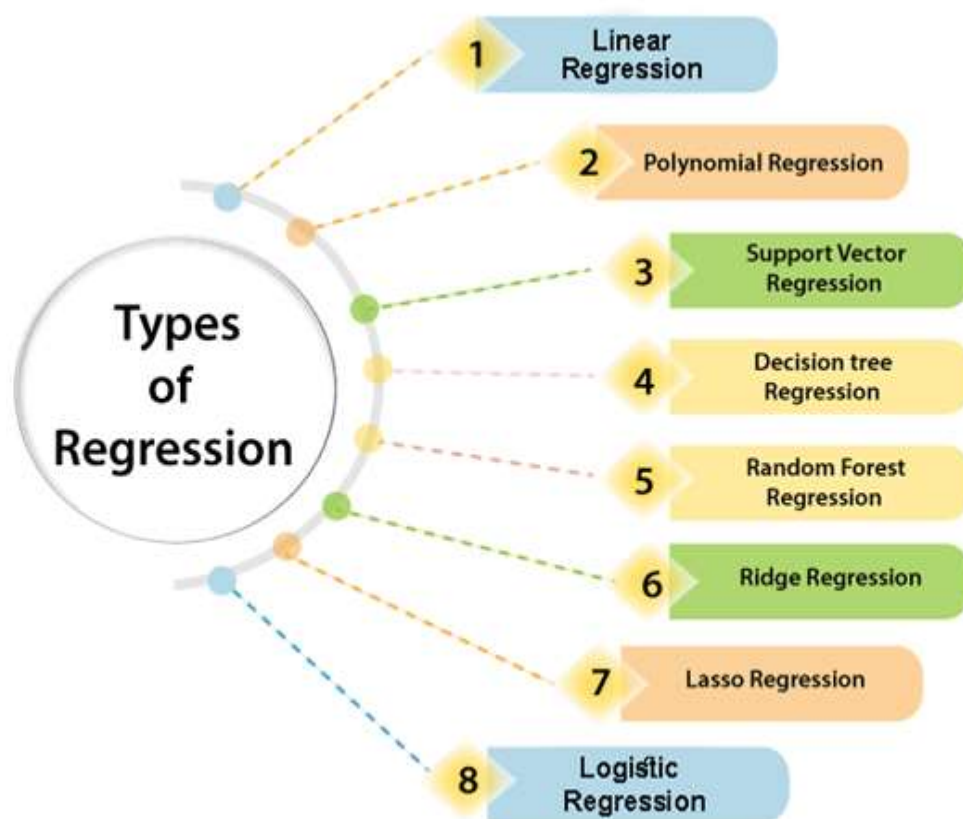 Types
of
Regression
1
Linear
Regression
2
Polynomial Regression
3
Support Vector
Regression
4
Decision tree
Regression
5
Random Forest
Regression
6
Ridge Regression
7
Lasso Regression
8
Logistic
Regression